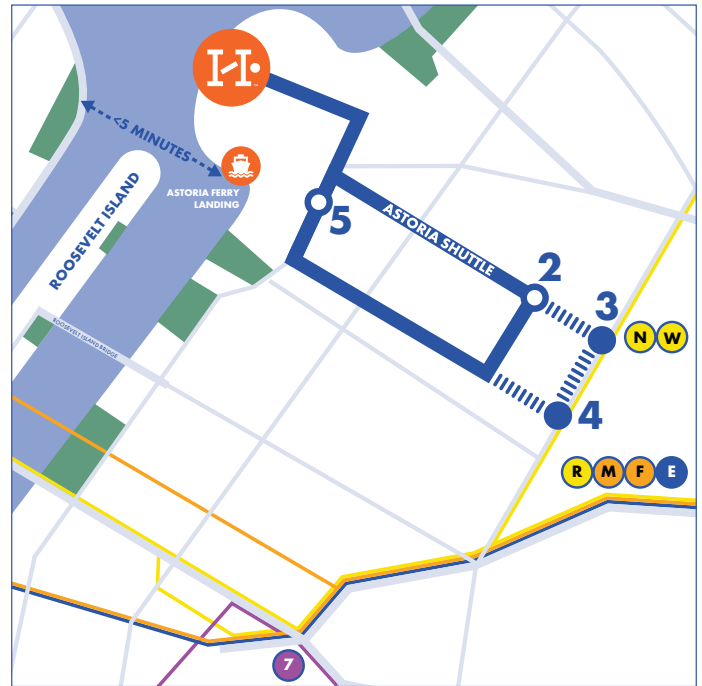 <5 MINUTES
ASTORIA FERRY
LANDING
ROOSEVELT ISLAND
ROOSEVELT ISLAND BRIDGE
5
ASTORIA SHUTTLE
2
3
N W
4
R M F E
7